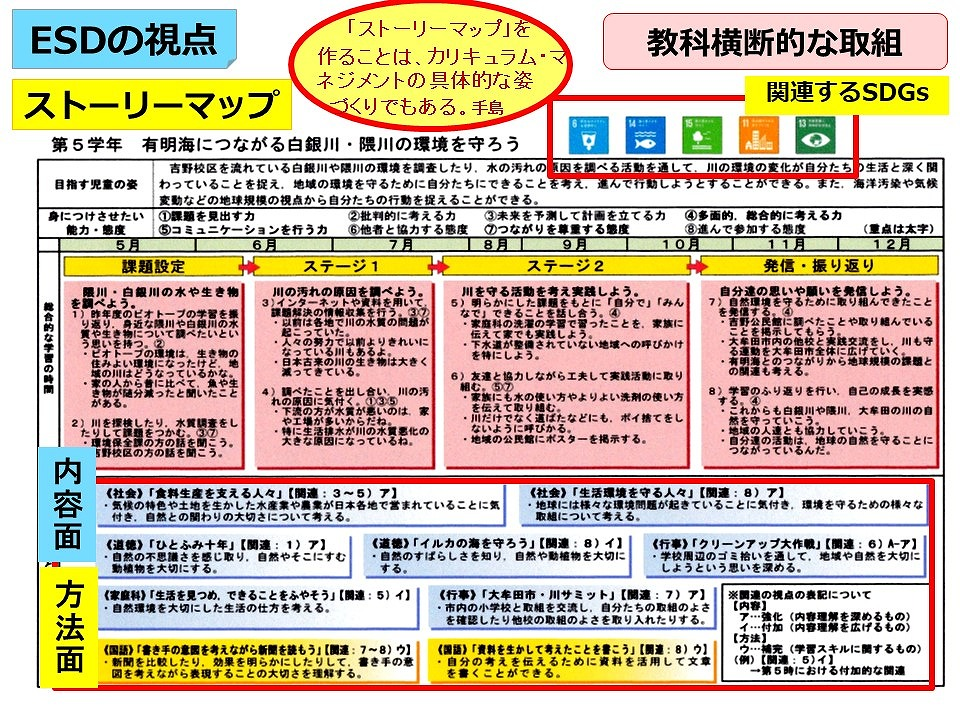 ESDの視点
「ストーリーマップ」を
作ることは、カリキュラム・マ
ネジメントの具体的な姿
づくりでもある。手島
教科横断的な取組
ストーリーマップ
関連するSDGs
6
14
15
11
13
第5学年 有明海につながる白銀川・隈川の環境を守ろう
目指す児童の姿
吉野校区を流れている白銀川や隈川の環境を調査したり、水の汚れの原因を調べる活動を通して、川の環境の変化が自分たちの生活と深く関
わっていることを捉え、地域の環境を守るために自分たちにできることを考え、進んで行動しようとすることができる。また、海洋汚染や気候
変動などの地球規模の視点から自分たちの行動を捉えることができる。
身につけさせたい
能力・態度
①課題を見出す力 ②批判的に考える力 ③未来を予測して計画を立てる力 ④多面的、総合的に考える力
⑤コミュニケーションを行う力 ⑥他者と協力する態度 ⑦つながりを尊重する態度 ⑧進んで参加する態度 (重点は太字)
5月 6月 7月 8月 9月 10月 11月 12月
総合的な学習の時間
課題設定
隈川・白銀川の水や生き物
を調べよう。
1)昨年度のビオトープの学習を振
り返り、身近な隈川や白銀川の水
質や生き物について調べたいとい
う思いを持つ。②
・ビオトープの環境は、生き物の
住みよい環境になったけど、地
域の川はどうなっているかな。
・家の人から昔に比べて、魚や生
き物が随分減ったと聞いたこと
がある。
2)川を探検したり、水質調査をし
たりして課題をつかむ。③⑦
・環境保全課の方の話を聞こう。
吉野校区の方の話を聞こう。
ステージ1
川の汚れの原因を調べよう。
3)インターネットや資料を用いて、
課題解決の情報収集を行う。③⑦
・以前は各地で川の水質の問題が
起こっていた。
・人々の努力で以前よりきれいに
なっている川もあるよ。
・日本古来の川の生き物は大きく
減ってきている。
4)調べたことを出し合い、川の汚
れの原因に気付く。①③⑤
・下流の方が水質が悪いのは、家
や工場が多いからだね。
・特に生活排水が川の水質悪化の
大きな原因になっているね。
ステージ2
川を守る活動を考え実践しよう。
5)明らかにした課題をもとに「自分で」「みん
なで」できることを話し合う。④
・家庭科の洗濯の学習で習ったことを、家族に
伝えて家でも実践しよう
・下水道が整備されていない地域への呼びかけ
を特にしよう。
6)友達と協力しながら工夫して実践活動に取り
組む。⑤⑦
・家族にも水の使い方やよりよい洗剤の使い方
を伝えて取り組む。
・川だけでなく道ばたなどにも、ポイ捨てをし
ないように呼びかける。
・地域の公民館にポスターを掲示する。
発信・振り返り
自分達の思いや願いを発信しよう。
7)自然環境を守るために取り組んできたこと
を発信する。④
・吉野公民館に調べたことや取り組んでいる
ことを掲示してもらう。
・大牟田市内の他校と実践交流をし、川も守
る運動を大牟田市全体に広げていく。
・有明海とのつながりから地球規模の課題と
の関連も考える。
8)学習のふり返りを行い、自己の成長を実感
する。④
・これからも白銀川や隈川、大牟田の川の自然
を守っていこう。
・地域の人達とも協力していこう。
・自分達の活動は、地球の自然を守ることに
つながっているんだ。
内容面
方法面
《社会》「食料生産を支える人々」【関連:3～5)ア】
・気候の特色や土地を生かした水産業や農業が日本各地で営まれていることに気
付き、自然との関わりの大切さについて考える。
《社会》「生活環境を守る人々」【関連:8)ア】
・地球には様々な環境問題が起きていることに気付き、環境を守るための様々な
取組について考える。
《道徳》「ひとふみ十年」【関連:1)ア】
・自然の不思議さを感じ取り、自然やそこにすむ
動植物を大切にする。
《道徳》「イルカの海を守ろう」【関連:8)イ】
・自然のすばらしさを知り、自然や動植物を大切に
する。
《行事》「クリーンアップ大作戦」【関連:6)A-ア】
・学校周辺のゴミ拾いを通して、地域や自然を大切に
しようという思いを深める。
《家庭科》「生活を見つめ、できることをふやそう」【関連:5)イ】
・自然環境を大切にした生活の仕方を考える。
《行事》「大牟田市・川サミット」【関連:7)ア】
・市内の小学校と取組を交流し、自分たちの取組のよさ
を確認したり他校の取組のよさを取り入れたりする。
《国語》「書き手の意図を考えながら新聞を読もう」【関連:7～8)ウ】
・新聞を比較したり、効果を明らかにしたりして、書き手の意
図を考えながら表現することの大切さを理解する。
《国語》「資料を生かして考えたことを書こう」【関連:8)ウ】
・自分の考えを伝えるために資料を活用して文章
を書くことができる。
※関連の視点の表記について
【内容】
ア…強化(内容理解を深めるもの)
イ…付加(内容理解を広げるもの)
【方法】
ウ…補完(学習スキルに関するもの)
(例)【関連:5)イ】
→第5時における付加的な関連